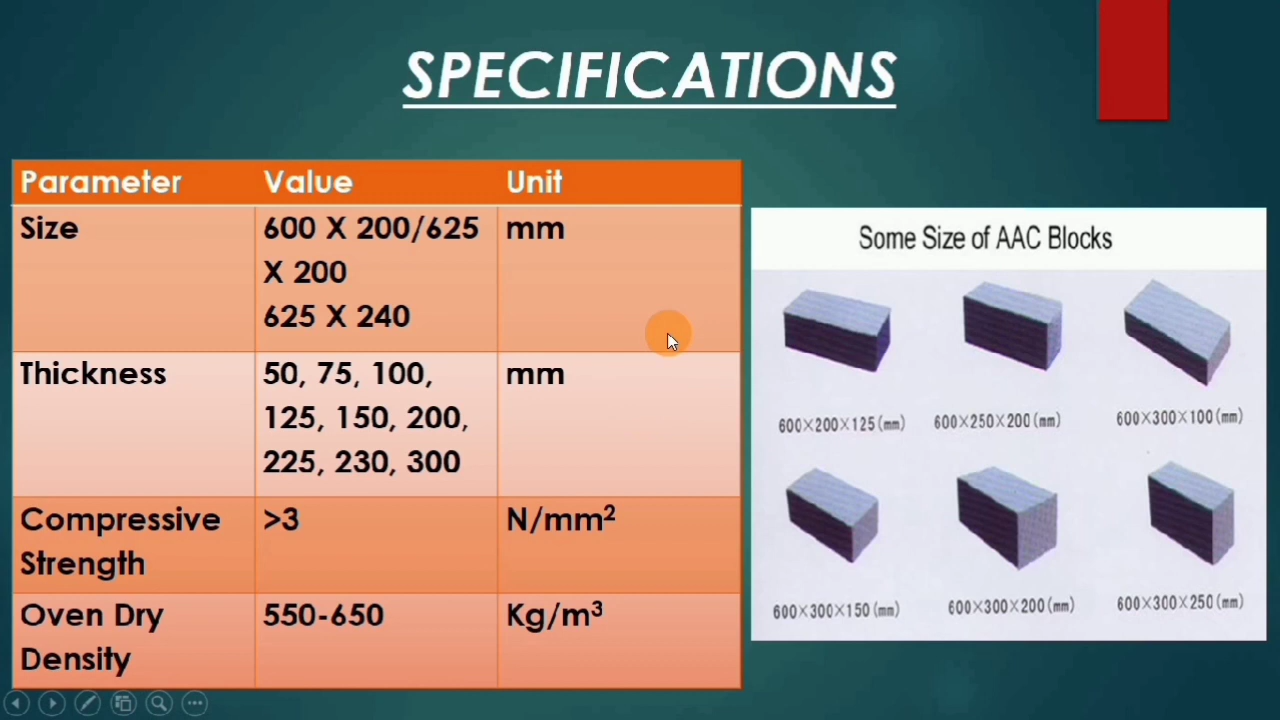 SPECIFICATIONS
Parameter Value Unit
Size 600 X 200/625 mm
X 200
625 X 240
Thickness 50, 75, 100, mm
125, 150, 200,
225, 230, 300
Compressive >3 N/mm²
Strength
Oven Dry 550-650 Kg/m³
Density
Some Size of AAC Blocks
600×200×125(mm) 600×250×200(mm) 600×300×100(mm)
600×300×150(mm) 600×300×200(mm) 600×300×250(mm)